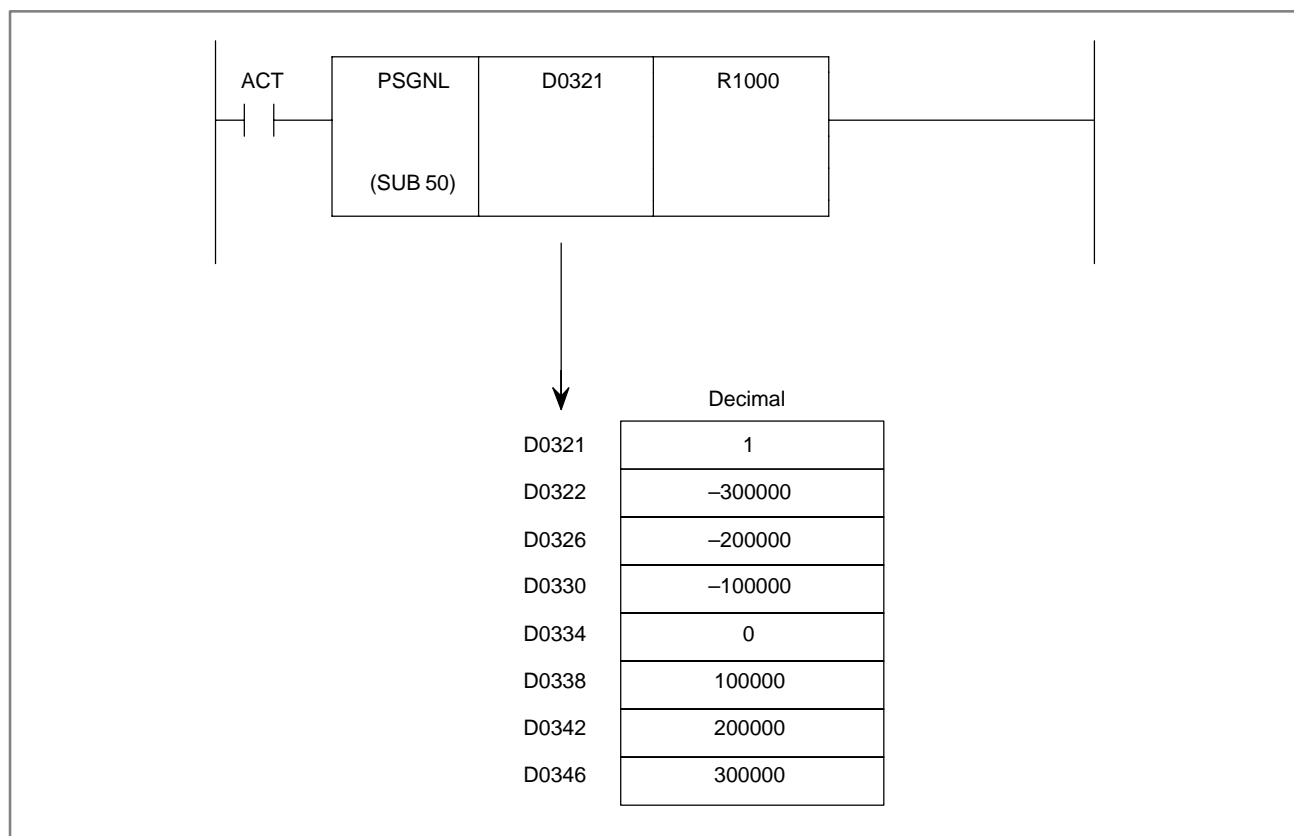 ACT PSGNL D0321 R1000
(SUB 50)
Decimal
D0321 1
D0322 –300000
D0326 –200000
D0330 –100000
D0334 0
D0338 100000
D0342 200000
D0346 300000